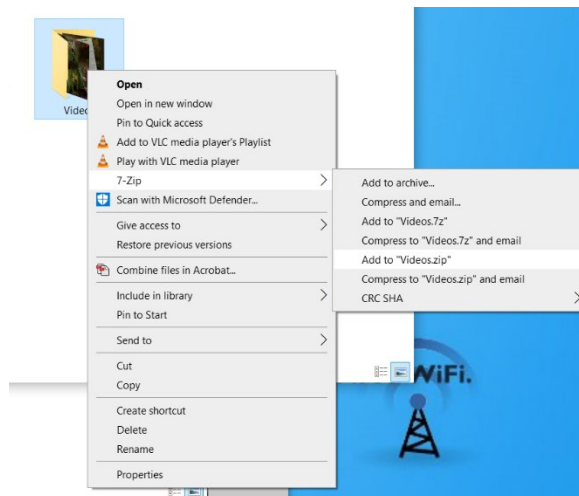 Video
Open
Open in new window
Pin to Quick access
Add to VLC media player's Playlist
Play with VLC media player
7-Zip
Scan with Microsoft Defender...
Give access to
Restore previous versions
Combine files in Acrobat...
Include in library
Pin to Start
Send to
Cut
Copy
Create shortcut
Delete
Rename
Properties
Add to archive...
Compress and email...
Add to "Videos.7z"
Compress to "Videos.7z" and email
Add to "Videos.zip"
Compress to "Videos.zip" and email
CRC SHA
WiFi.